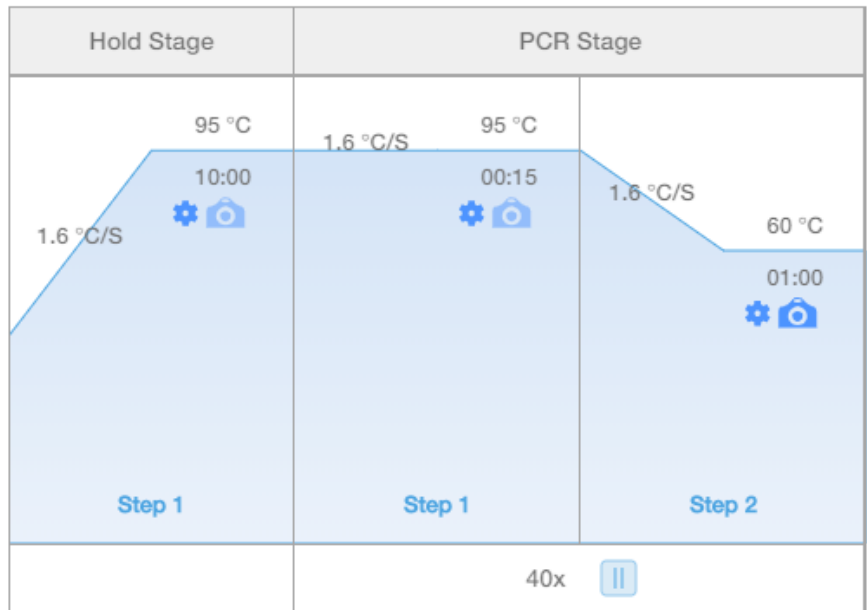 Hold Stage
PCR Stage
95 °C
1.6 °C/S
95 °C
10:00
00:15
1.6 °C/S
1.6 °C/S
60 °C
01:00
Step 1
Step 1
Step 2
40x